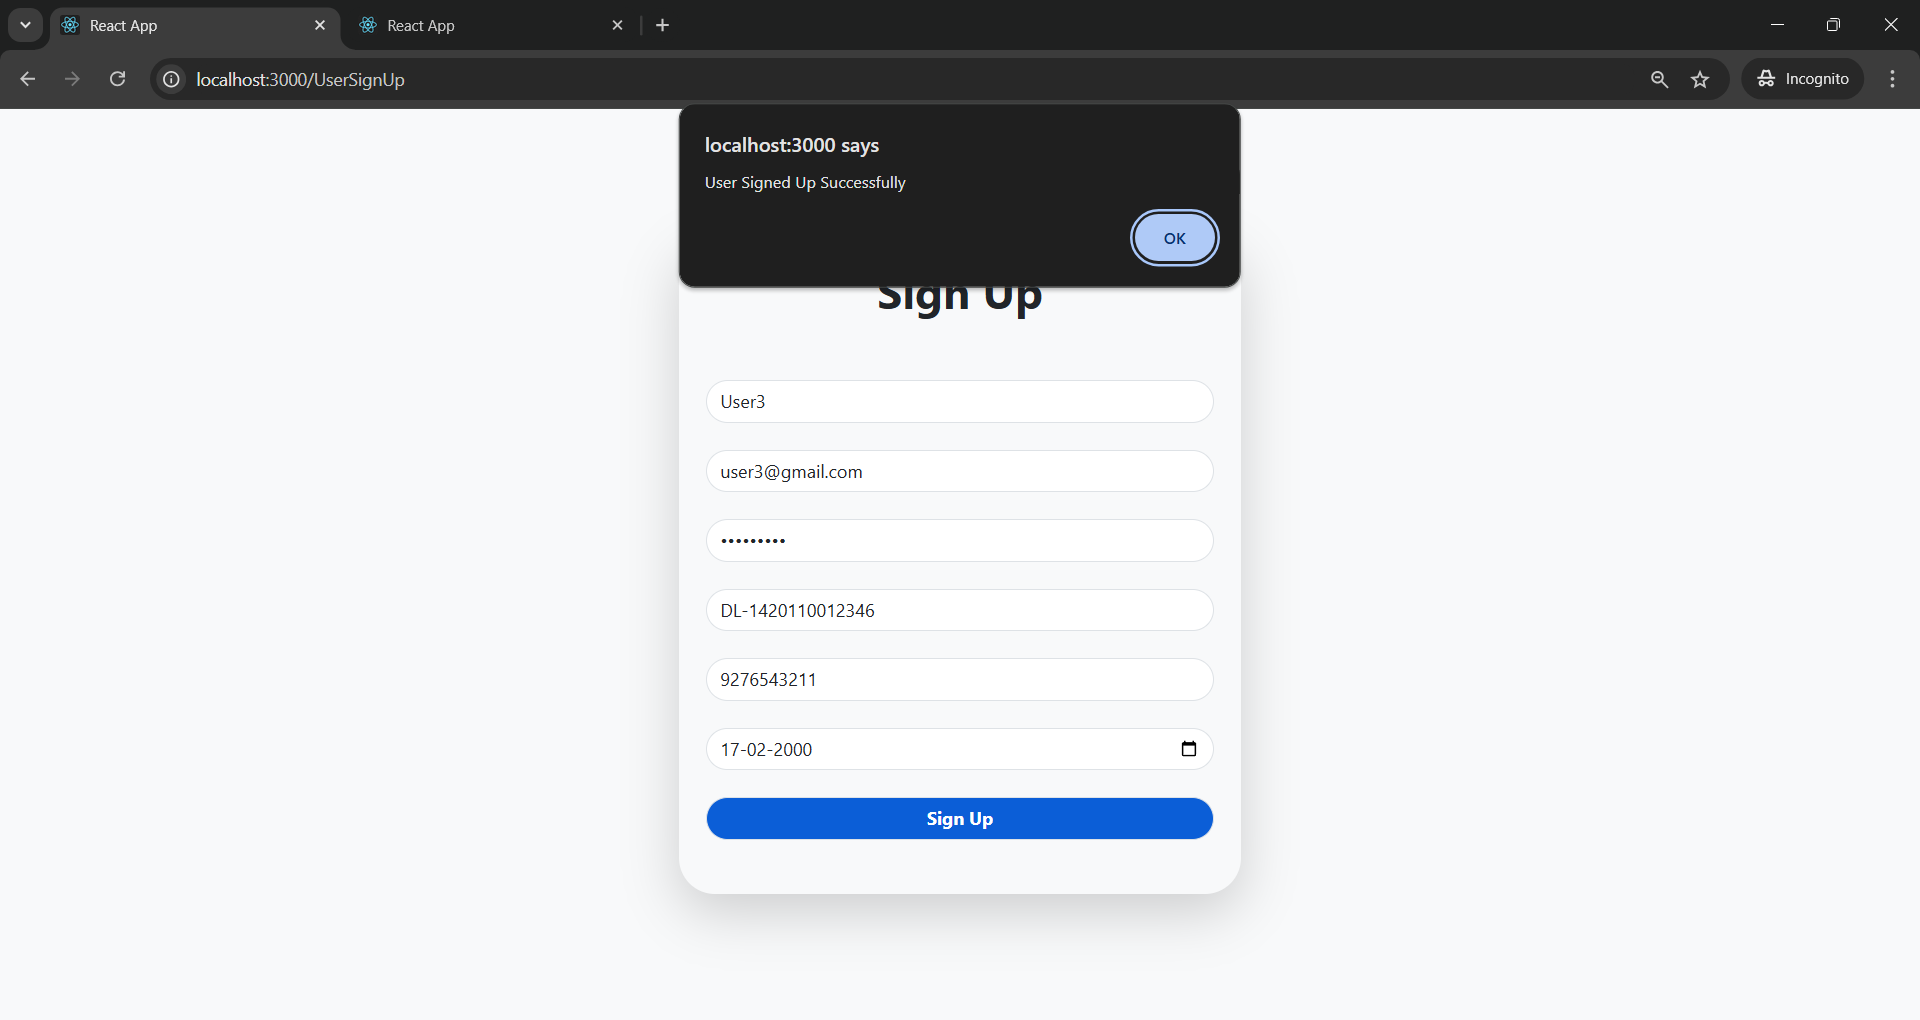 React App
React App
localhost:3000/UserSignUp
Incognito
localhost:3000 says
User Signed Up Successfully
OK
Sign Up
User3
user3@gmail.com
•••••••••
DL-1420110012346
9276543211
17-02-2000
Sign Up